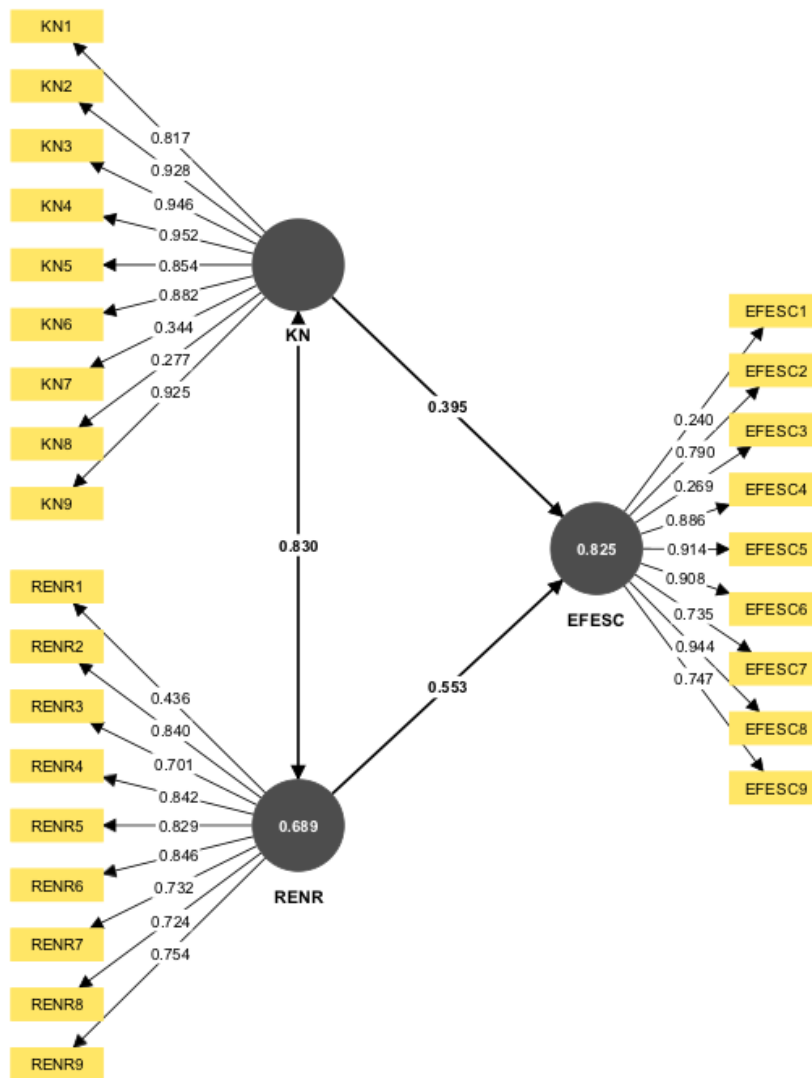 KN1
KN2
KN3
KN4
KN5
KN6
KN7
KN8
KN9
0.817
0.928
0.946
0.952
0.854
0.882
0.344
0.277
0.925
KN
0.395
0.830
RENR1
RENR2
RENR3
RENR4
RENR5
RENR6
RENR7
RENR8
RENR9
0.436
0.840
0.701
0.842
0.829
0.846
0.732
0.724
0.754
0.689
RENR
0.553
0.825
EFESC
0.240
0.790
0.269
0.886
0.914
0.908
0.735
0.944
0.747
EFESC1
EFESC2
EFESC3
EFESC4
EFESC5
EFESC6
EFESC7
EFESC8
EFESC9